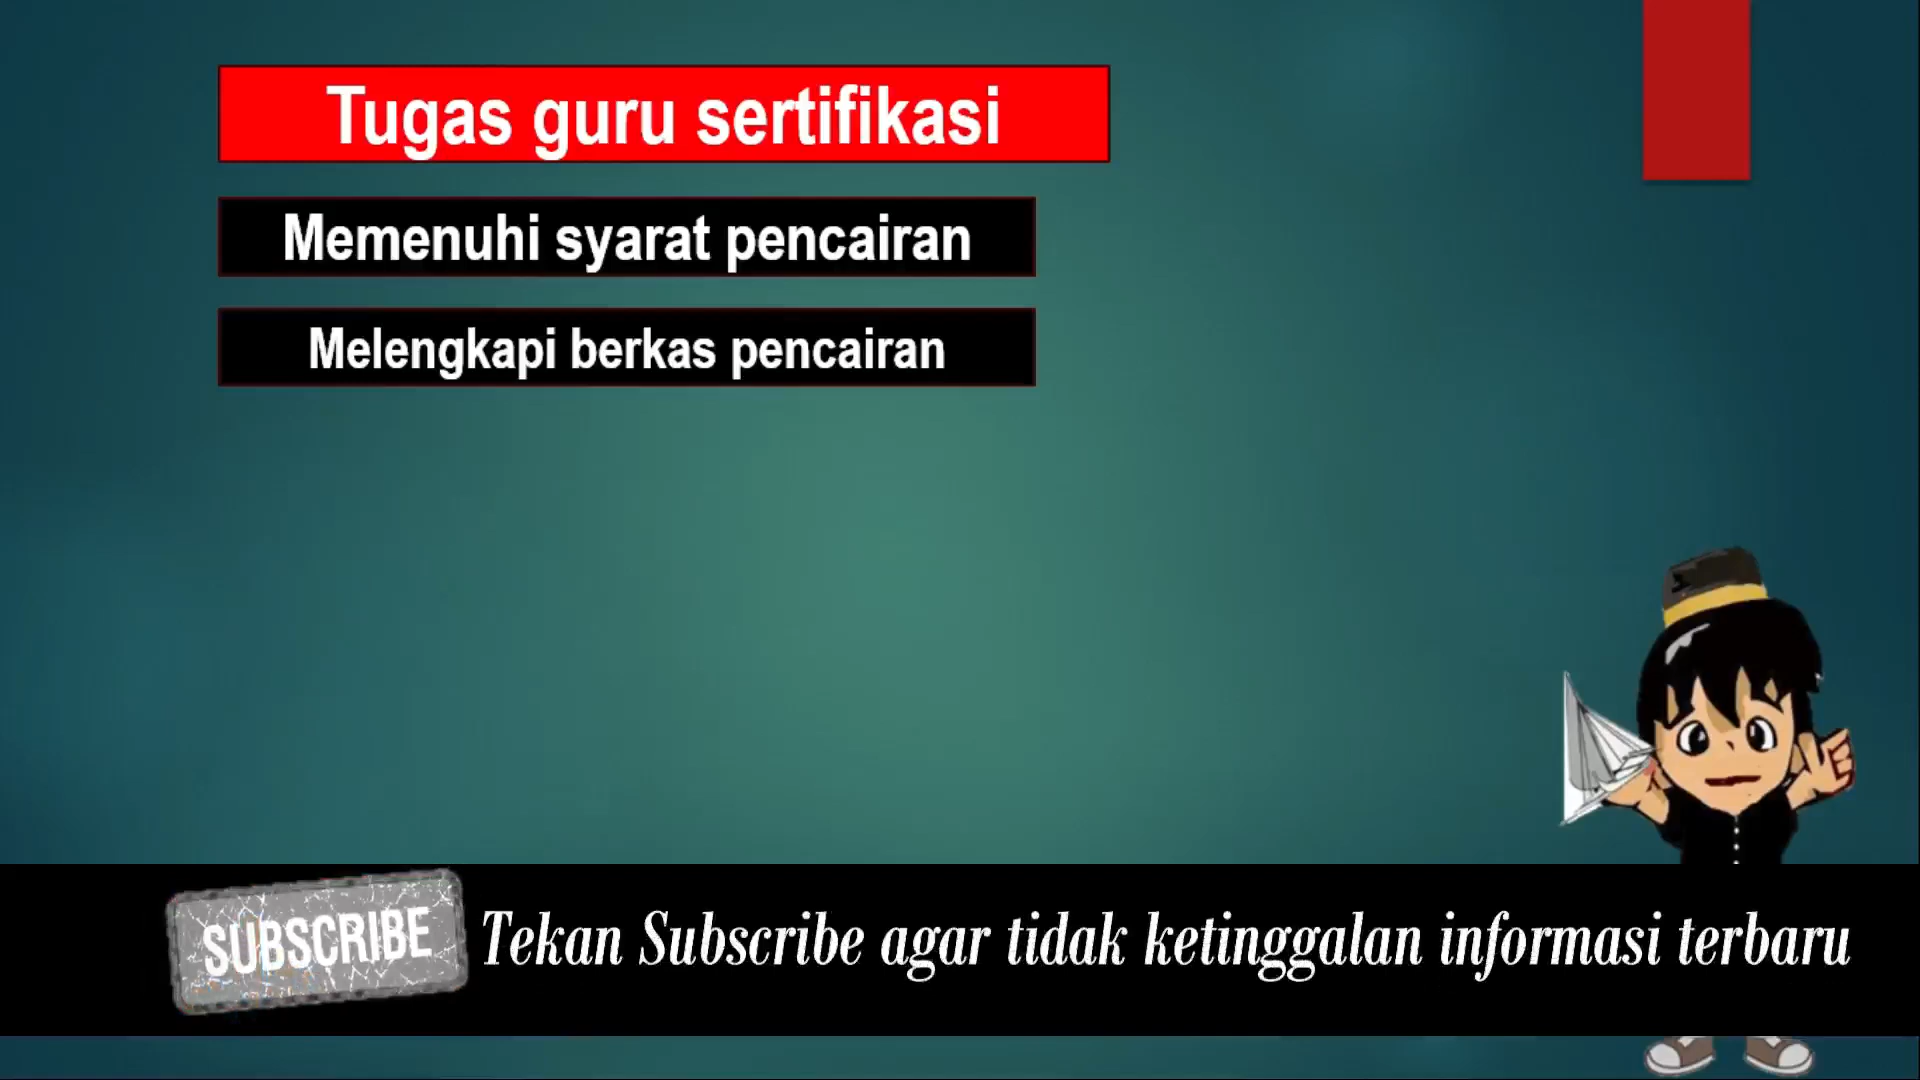 Tugas guru sertifikasi
Memenuhi syarat pencairan
Melengkapi berkas pencairan
SUBSCRIBE
Tekan Subscribe agar tidak ketinggalan informasi terbaru